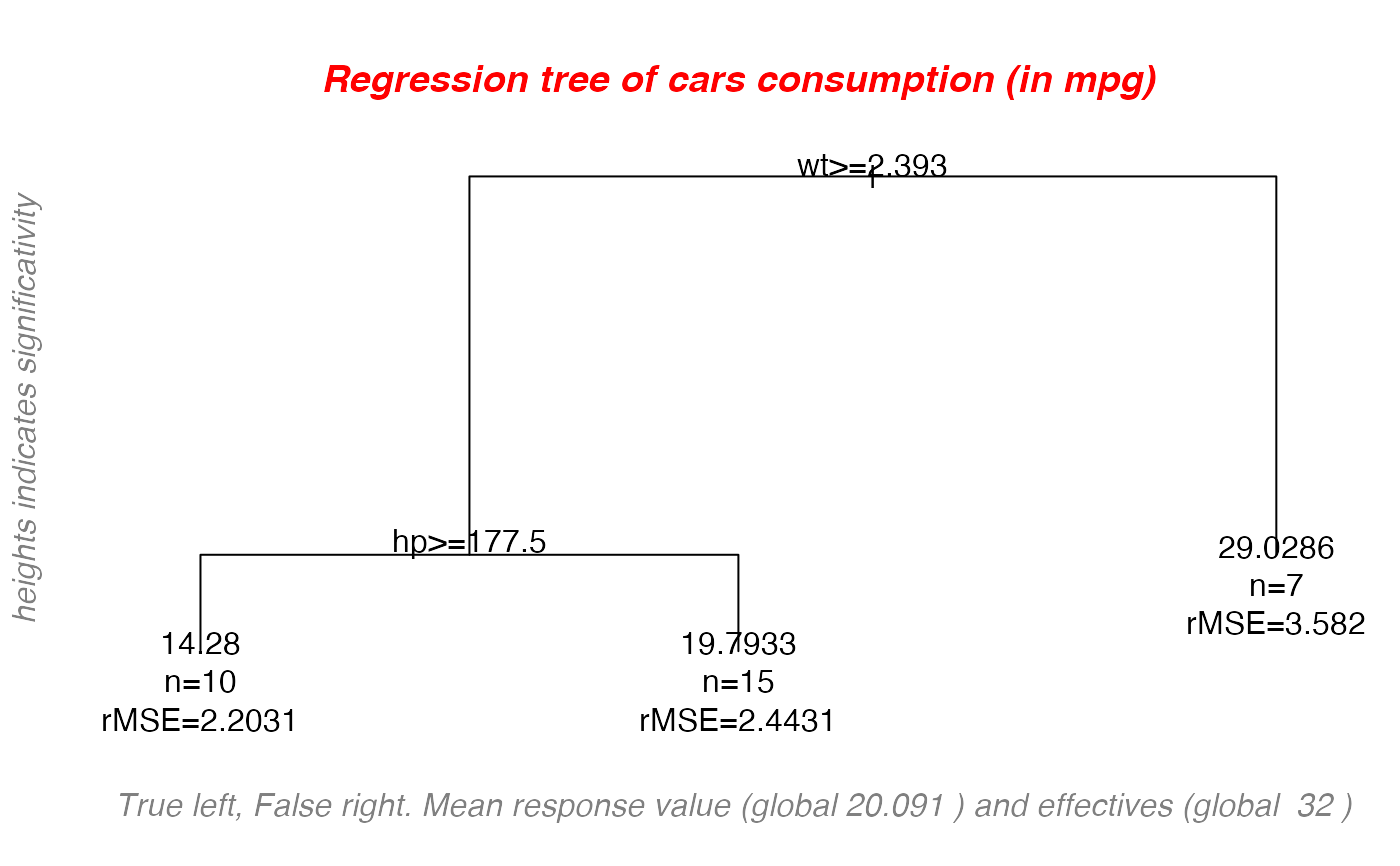 Regression tree of cars consumption (in mpg)
heights indicates significativity
wt>=2.393
hp>=177.5
29.0286
n=7
rMSE=3.582
14.28
n=10
rMSE=2.2031
19.7933
n=15
rMSE=2.4431
True left, False right. Mean response value (global 20.091 ) and effectives (global  32 )